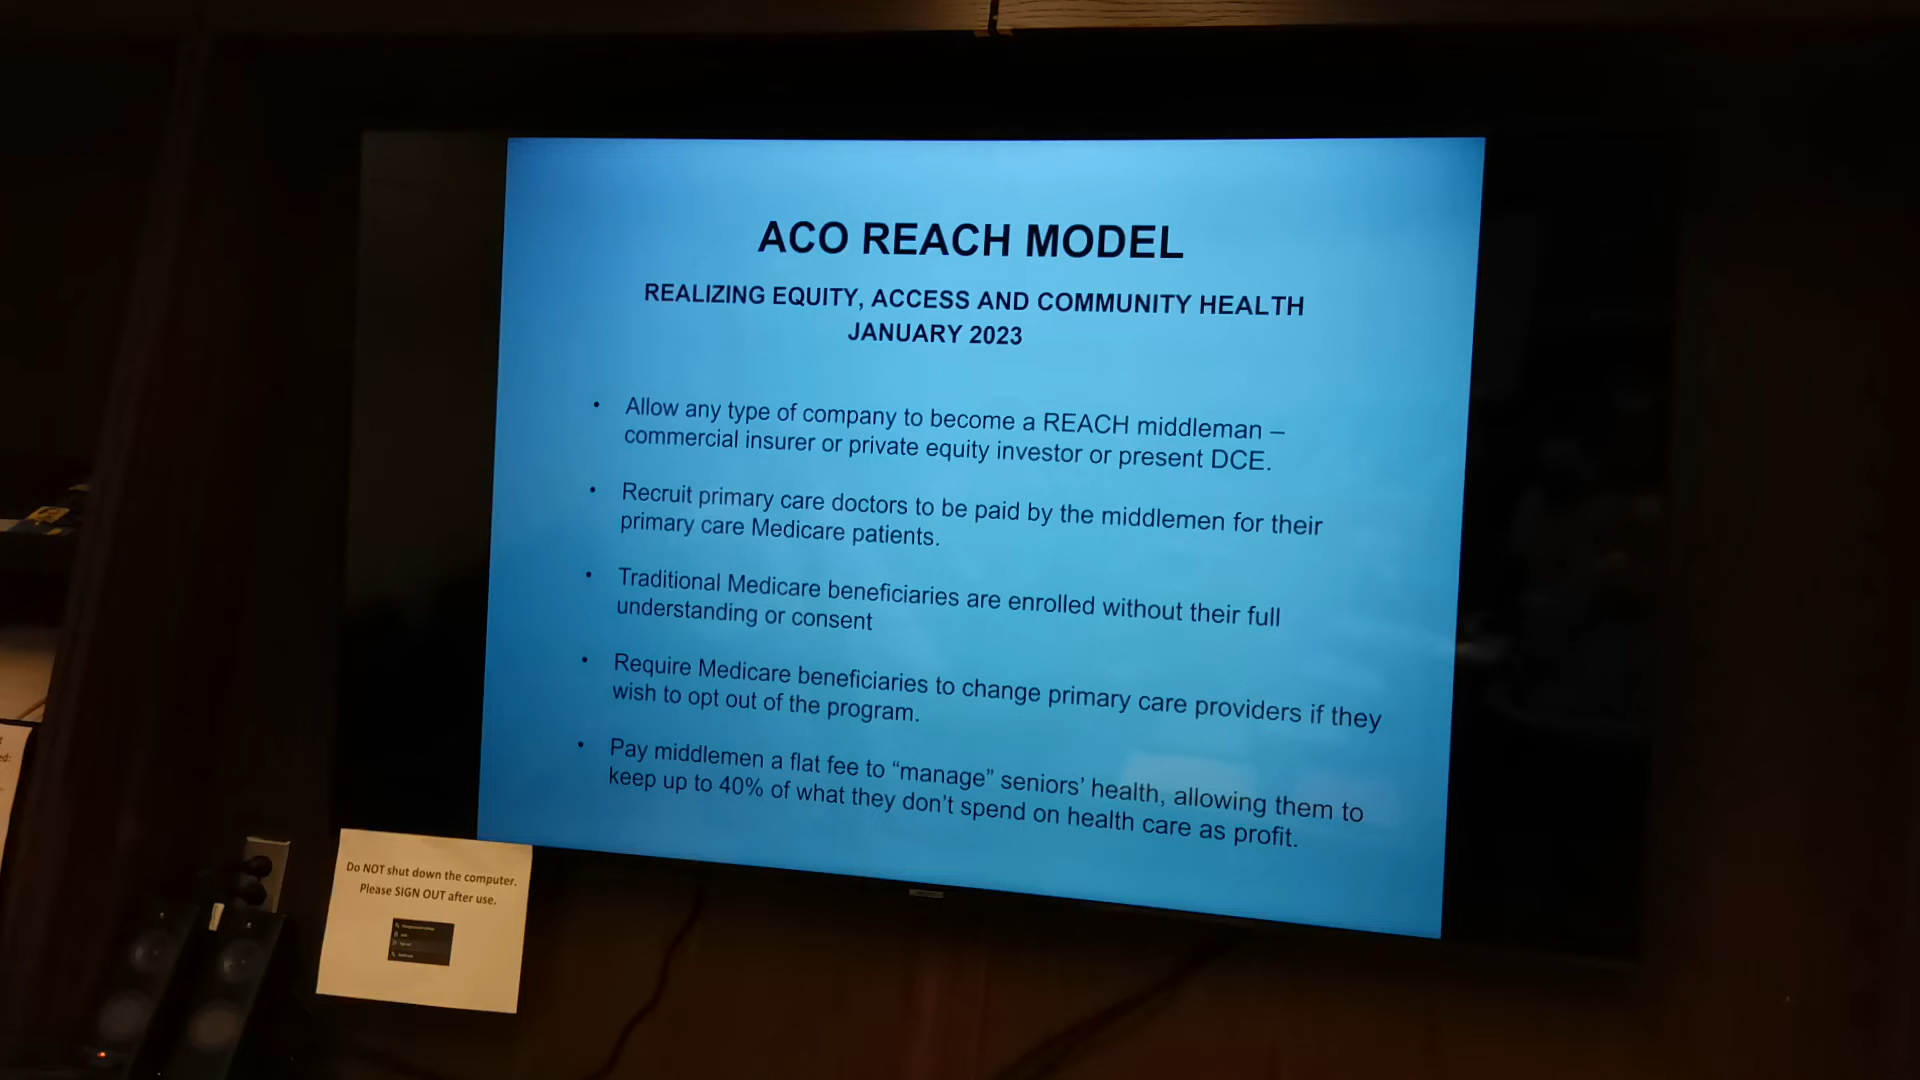 ACO REACH MODEL
REALIZING EQUITY, ACCESS AND COMMUNITY HEALTH
JANUARY 2023
• Allow any type of company to become a REACH middleman –
commercial insurer or private equity investor or present DCE.
• Recruit primary care doctors to be paid by the middlemen for their
primary care Medicare patients.
• Traditional Medicare beneficiaries are enrolled without their full
understanding or consent
• Require Medicare beneficiaries to change primary care providers if they
wish to opt out of the program.
• Pay middlemen a flat fee to “manage” seniors’ health, allowing them to
keep up to 40% of what they don’t spend on health care as profit.
Do NOT shut down the computer.
Please SIGN OUT after use.